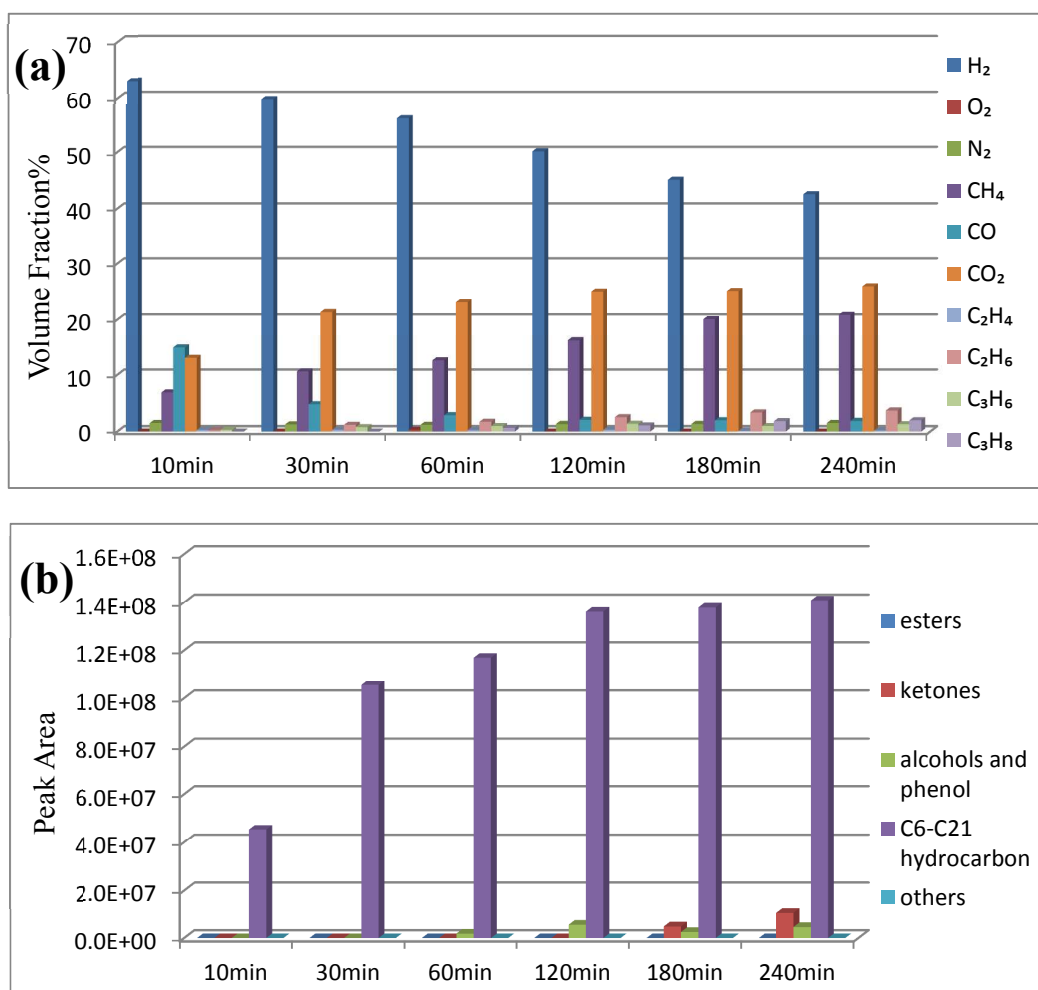 (a)
Volume Fraction%
70
60
50
40
30
20
10
0
10min 30min 60min 120min 180min 240min
H₂
O₂
N₂
CH₄
CO
CO₂
C₂H₄
C₂H₆
C₃H₆
C₃H₈
(b)
Peak Area
1.6E+08
1.4E+08
1.2E+08
1.0E+08
8.0E+07
6.0E+07
4.0E+07
2.0E+07
0.0E+00
10min 30min 60min 120min 180min 240min
esters
ketones
alcohols and
phenol
C6-C21
hydrocarbon
others